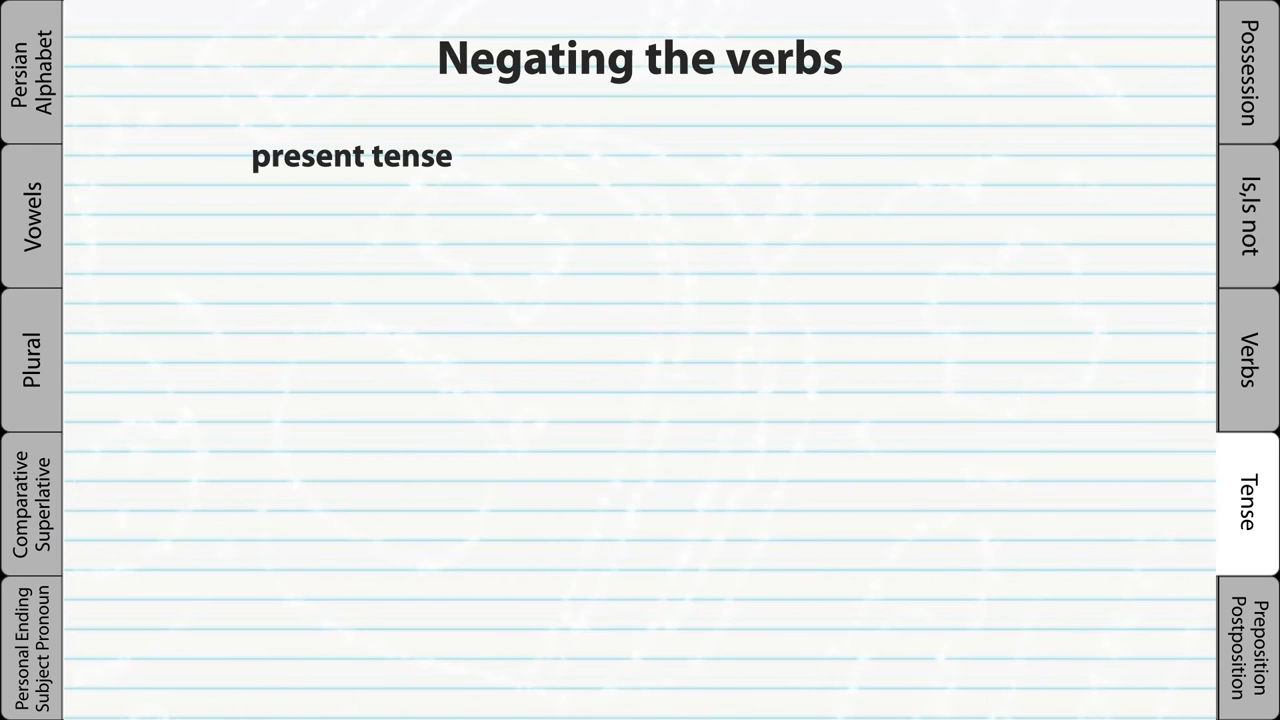 Negating the verbs
present tense
Persian
Alphabet
Vowels
Plural
Comparative
Superlative
Personal Ending
Subject Pronoun
Possession
Is,Is not
Verbs
Tense
Preposition
Postposition